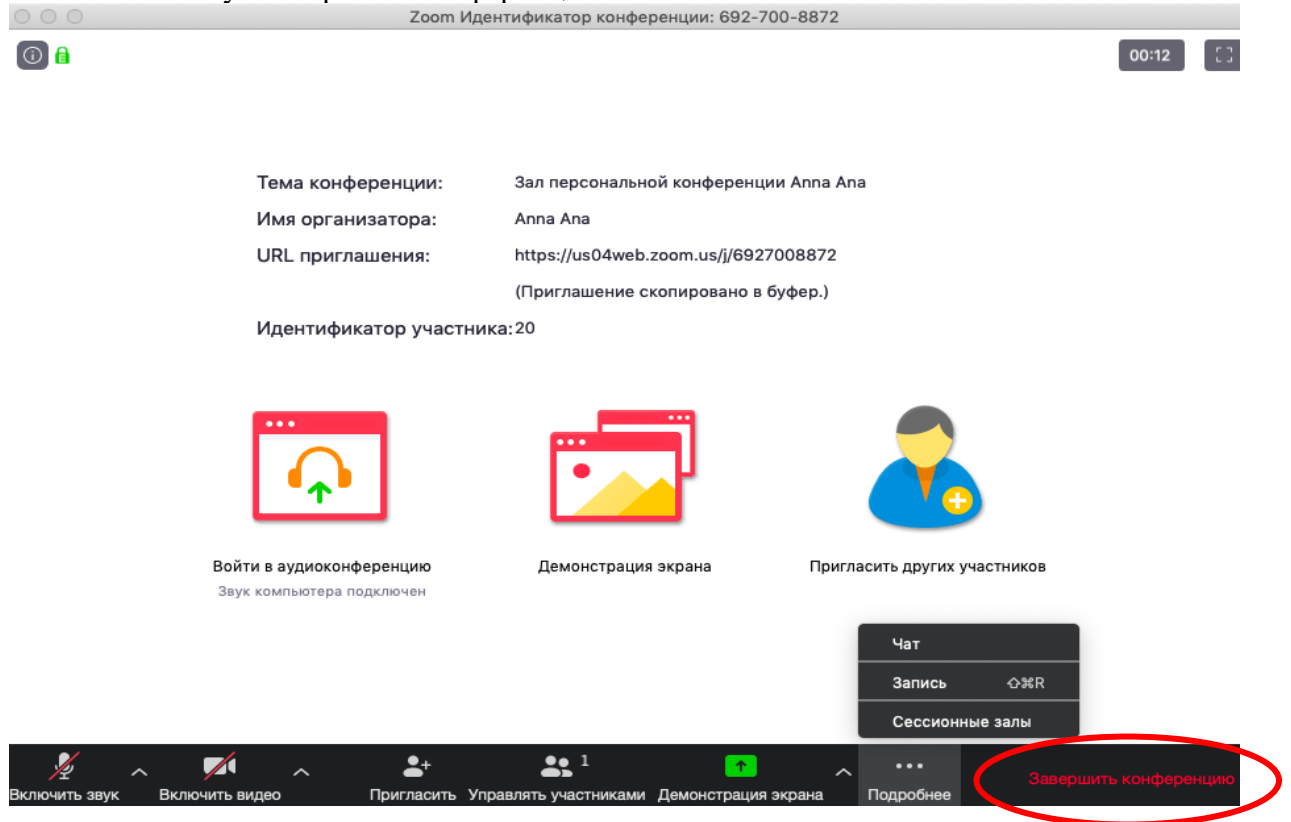 Zoom Идентификатор конференции: 692-700-8872
00:12
Тема конференции: Зал персональной конференции Anna Ana
Имя организатора: Anna Ana
URL приглашения: https://us04web.zoom.us/j/6927008872
(Приглашение скопировано в буфер.)
Идентификатор участника: 20
Войти в аудиоконференцию
Звук компьютера подключен
Демонстрация экрана
Пригласить других участников
Чат
Запись ⇧⌘R
Сессионные залы
Включить звук
Включить видео
Пригласить
1
Управлять участниками
Демонстрация экрана
Подробнее
Завершить конференцию